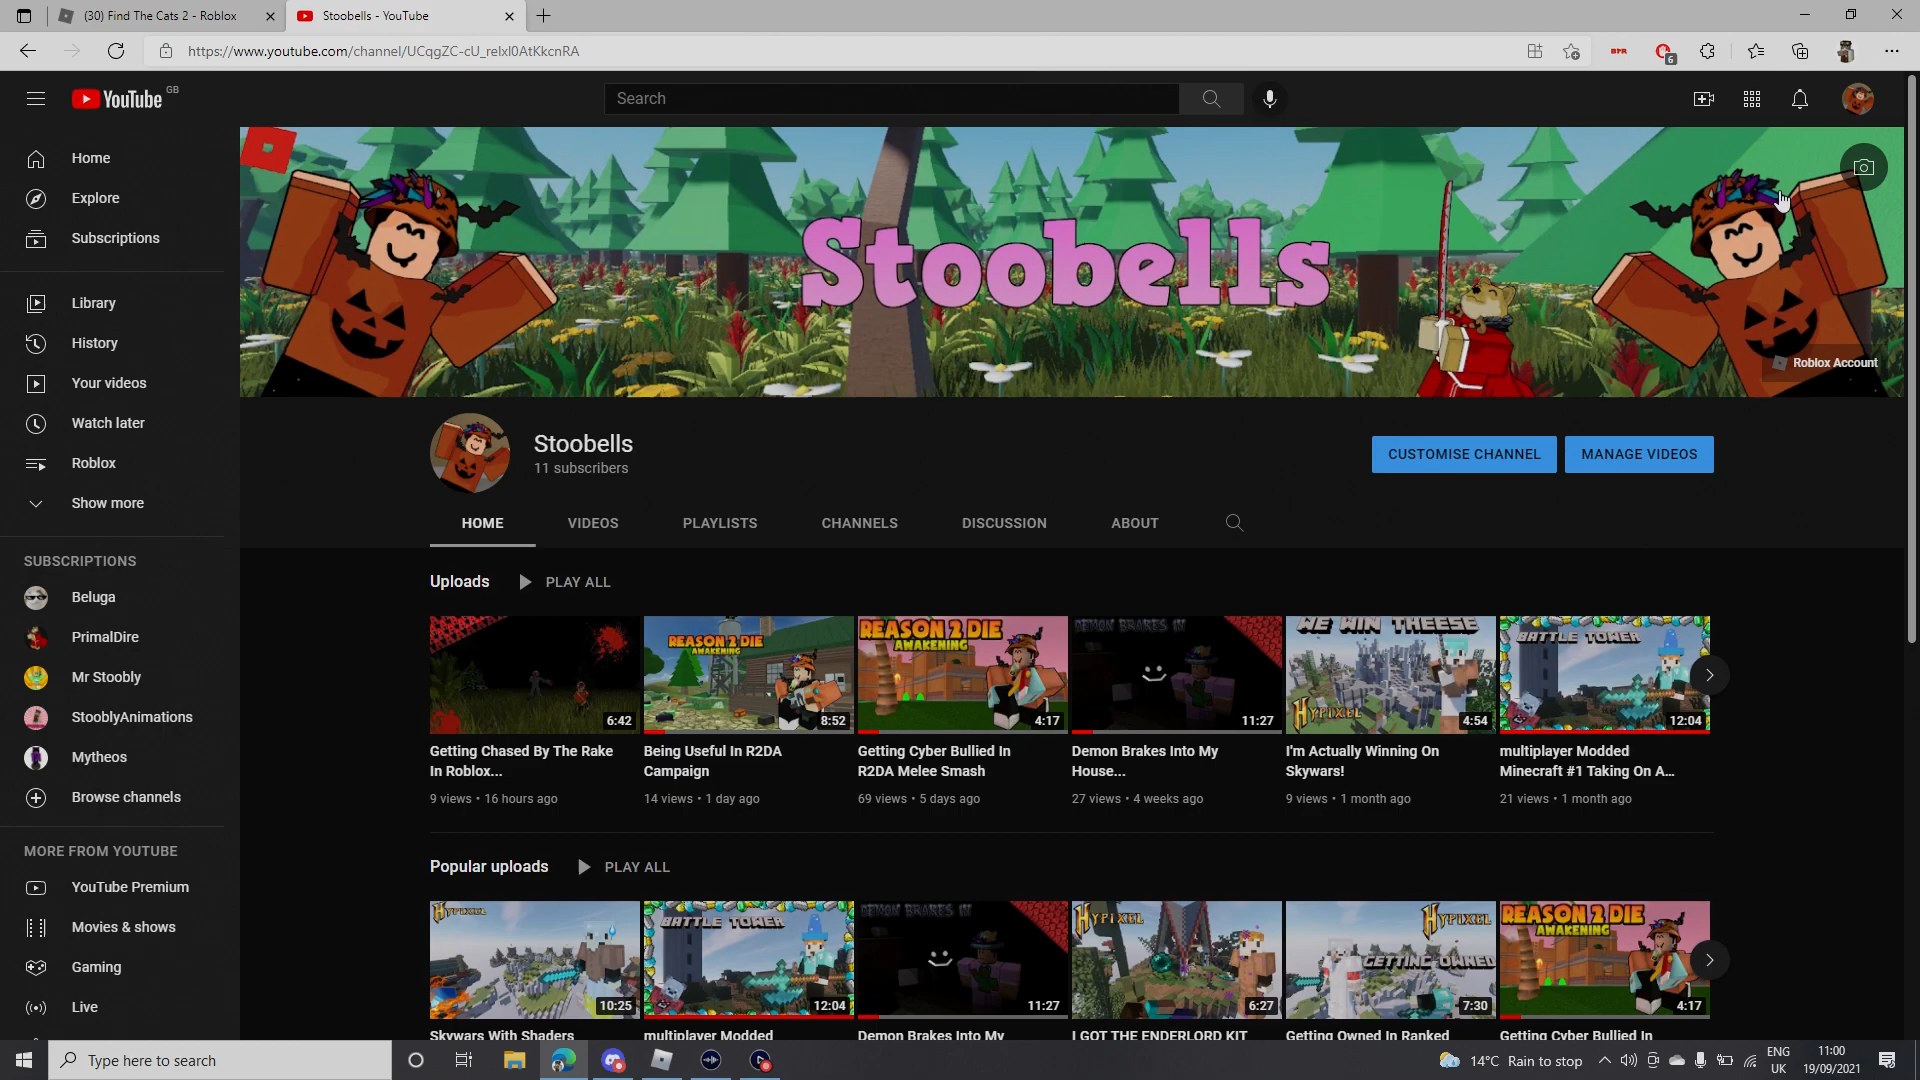 (30) Find The Cats 2 - Roblox
Stoobells - YouTube
https://www.youtube.com/channel/UCqgZC-cU_relxl0AtKkcnRA
6
YouTube GB
Search
Home
Explore
Subscriptions
Library
History
Your videos
Watch later
Roblox
Show more
SUBSCRIPTIONS
Beluga
PrimalDire
Mr Stoobly
StooblyAnimations
Mytheos
Browse channels
MORE FROM YOUTUBE
YouTube Premium
Movies & shows
Gaming
Live
Stoobells
Roblox Account
Stoobells
11 subscribers
CUSTOMISE CHANNEL
MANAGE VIDEOS
HOME
VIDEOS
PLAYLISTS
CHANNELS
DISCUSSION
ABOUT
Uploads
PLAY ALL
6:42
Getting Chased By The Rake
In Roblox...
9 views • 16 hours ago
REASON 2 DIE
AWAKENING
8:52
Being Useful In R2DA
Campaign
14 views • 1 day ago
REASON 2 DIE
AWAKENING
4:17
Getting Cyber Bullied In
R2DA Melee Smash
69 views • 5 days ago
DEMON BRAKES IN
11:27
Demon Brakes Into My
House...
27 views • 4 weeks ago
WE WIN THEESE
HYPIXEL
4:54
I'm Actually Winning On
Skywars!
9 views • 1 month ago
BATTLE TOWER
12:04
multiplayer Modded
Minecraft #1 Taking On A...
21 views • 1 month ago
Popular uploads
PLAY ALL
HYPIXEL
10:25
Skywars With Shaders
BATTLE TOWER
12:04
multiplayer Modded
DEMON BRAKES IN
11:27
Demon Brakes Into My
HYPIXEL
6:27
I GOT THE ENDERLORD KIT
HYPIXEL
GETTING OWNED
7:30
Getting Owned In Ranked
REASON 2 DIE
AWAKENING
4:17
Getting Cyber Bullied In
Type here to search
14°C Rain to stop
ENG
UK
11:00
19/09/2021